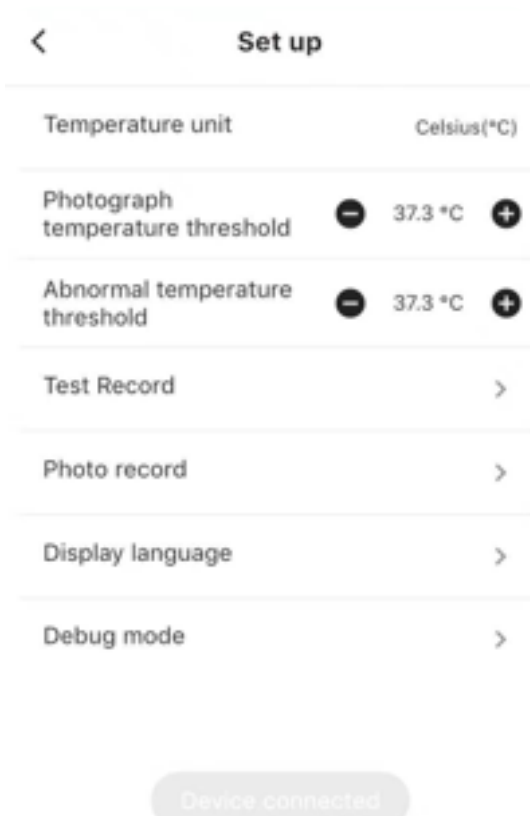 Set up
Temperature unit
Celsius(°C)
Photograph
temperature threshold
37.3 °C
Abnormal temperature
threshold
37.3 °C
Test Record
Photo record
Display language
Debug mode
Device connected